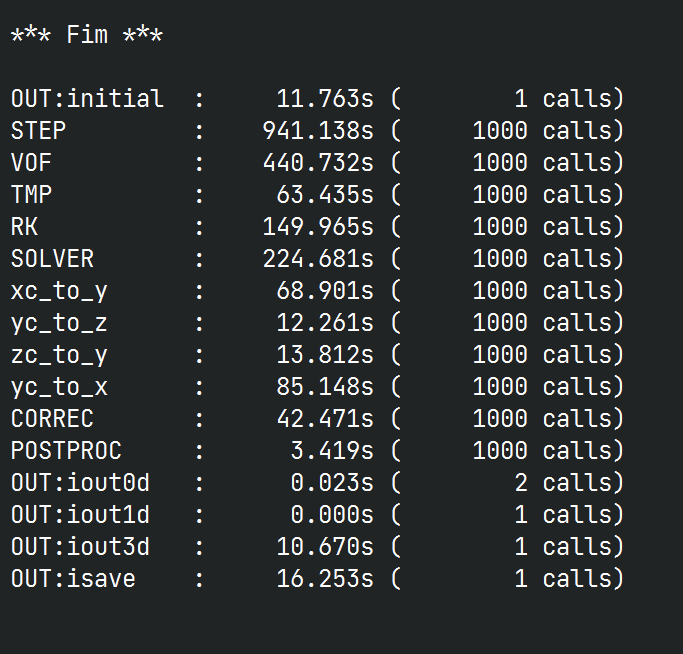 *** Fim ***
OUT:initial  :     11.763s (        1 calls)
STEP         :    941.138s (     1000 calls)
VOF          :    440.732s (     1000 calls)
TMP          :     63.435s (     1000 calls)
RK           :    149.965s (     1000 calls)
SOLVER       :    224.681s (     1000 calls)
xc_to_y      :     68.901s (     1000 calls)
yc_to_z      :     12.261s (     1000 calls)
zc_to_y      :     13.812s (     1000 calls)
yc_to_x      :     85.148s (     1000 calls)
CORREC       :     42.471s (     1000 calls)
POSTPROC     :      3.419s (     1000 calls)
OUT:iout0d   :      0.023s (        2 calls)
OUT:iout1d   :      0.000s (        1 calls)
OUT:iout3d   :     10.670s (        1 calls)
OUT:isave    :     16.253s (        1 calls)